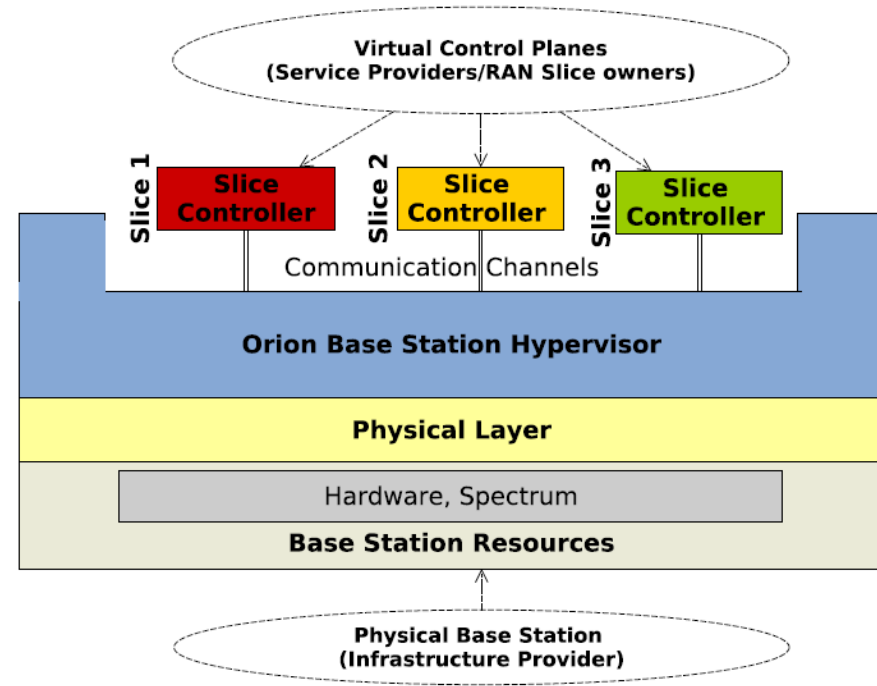 Virtual Control Planes
(Service Providers/RAN Slice owners)
Slice 1
Slice
Controller
Slice 2
Slice
Controller
Slice 3
Slice
Controller
Communication Channels
Orion Base Station Hypervisor
Physical Layer
Hardware, Spectrum
Base Station Resources
Physical Base Station
(Infrastructure Provider)